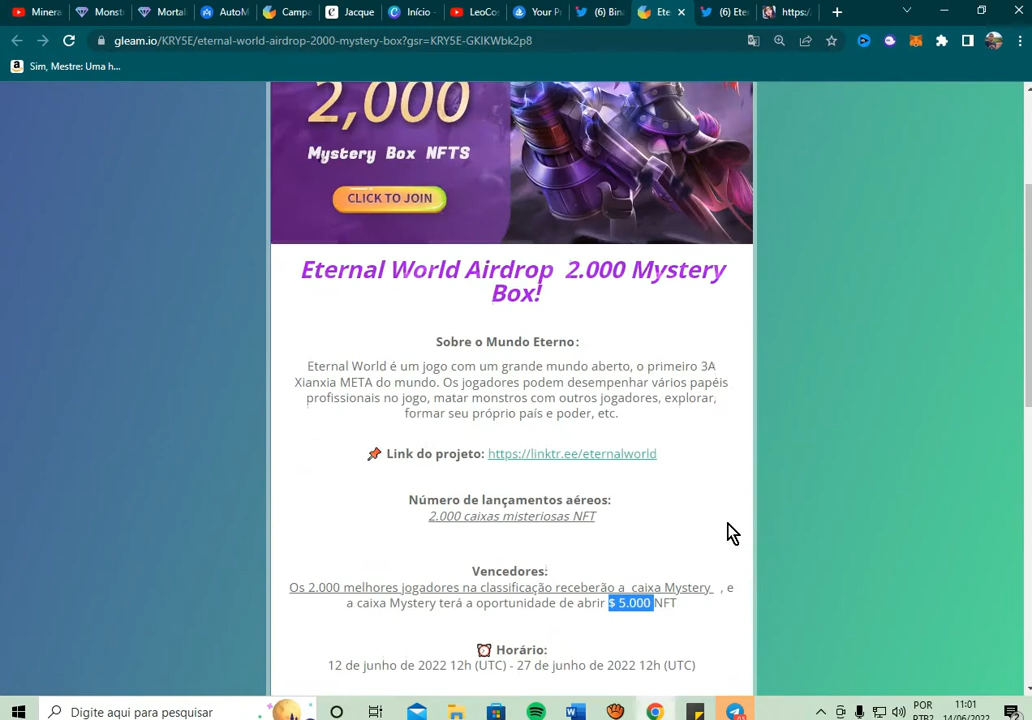 Minera
Monst
Mortal
AutoM
Campa
Jacque
Início -
LeoCos
Your P
(6) Bina
Ete
(6) Eter
https:/
gleam.io/KRY5E/eternal-world-airdrop-2000-mystery-box?gsr=KRY5E-GKIKWbk2p8
Sim, Mestre: Uma h...
2,000
Mystery Box NFTS
CLICK TO JOIN
Eternal World Airdrop 2.000 Mystery
Box!
Sobre o Mundo Eterno:
Eternal World é um jogo com um grande mundo aberto, o primeiro 3A
Xianxia META do mundo. Os jogadores podem desempenhar vários papéis
profissionais no jogo, matar monstros com outros jogadores, explorar,
formar seu próprio país e poder, etc.
📌 Link do projeto: https://linktr.ee/eternalworld
Número de lançamentos aéreos:
2.000 caixas misteriosas NFT
Vencedores:
Os 2.000 melhores jogadores na classificação receberão a caixa Mystery , e
a caixa Mystery terá a oportunidade de abrir $ 5.000 NFT
⏰ Horário:
12 de junho de 2022 12h (UTC) - 27 de junho de 2022 12h (UTC)
Digite aqui para pesquisar
POR
PTB2
11:01
14/06/2022